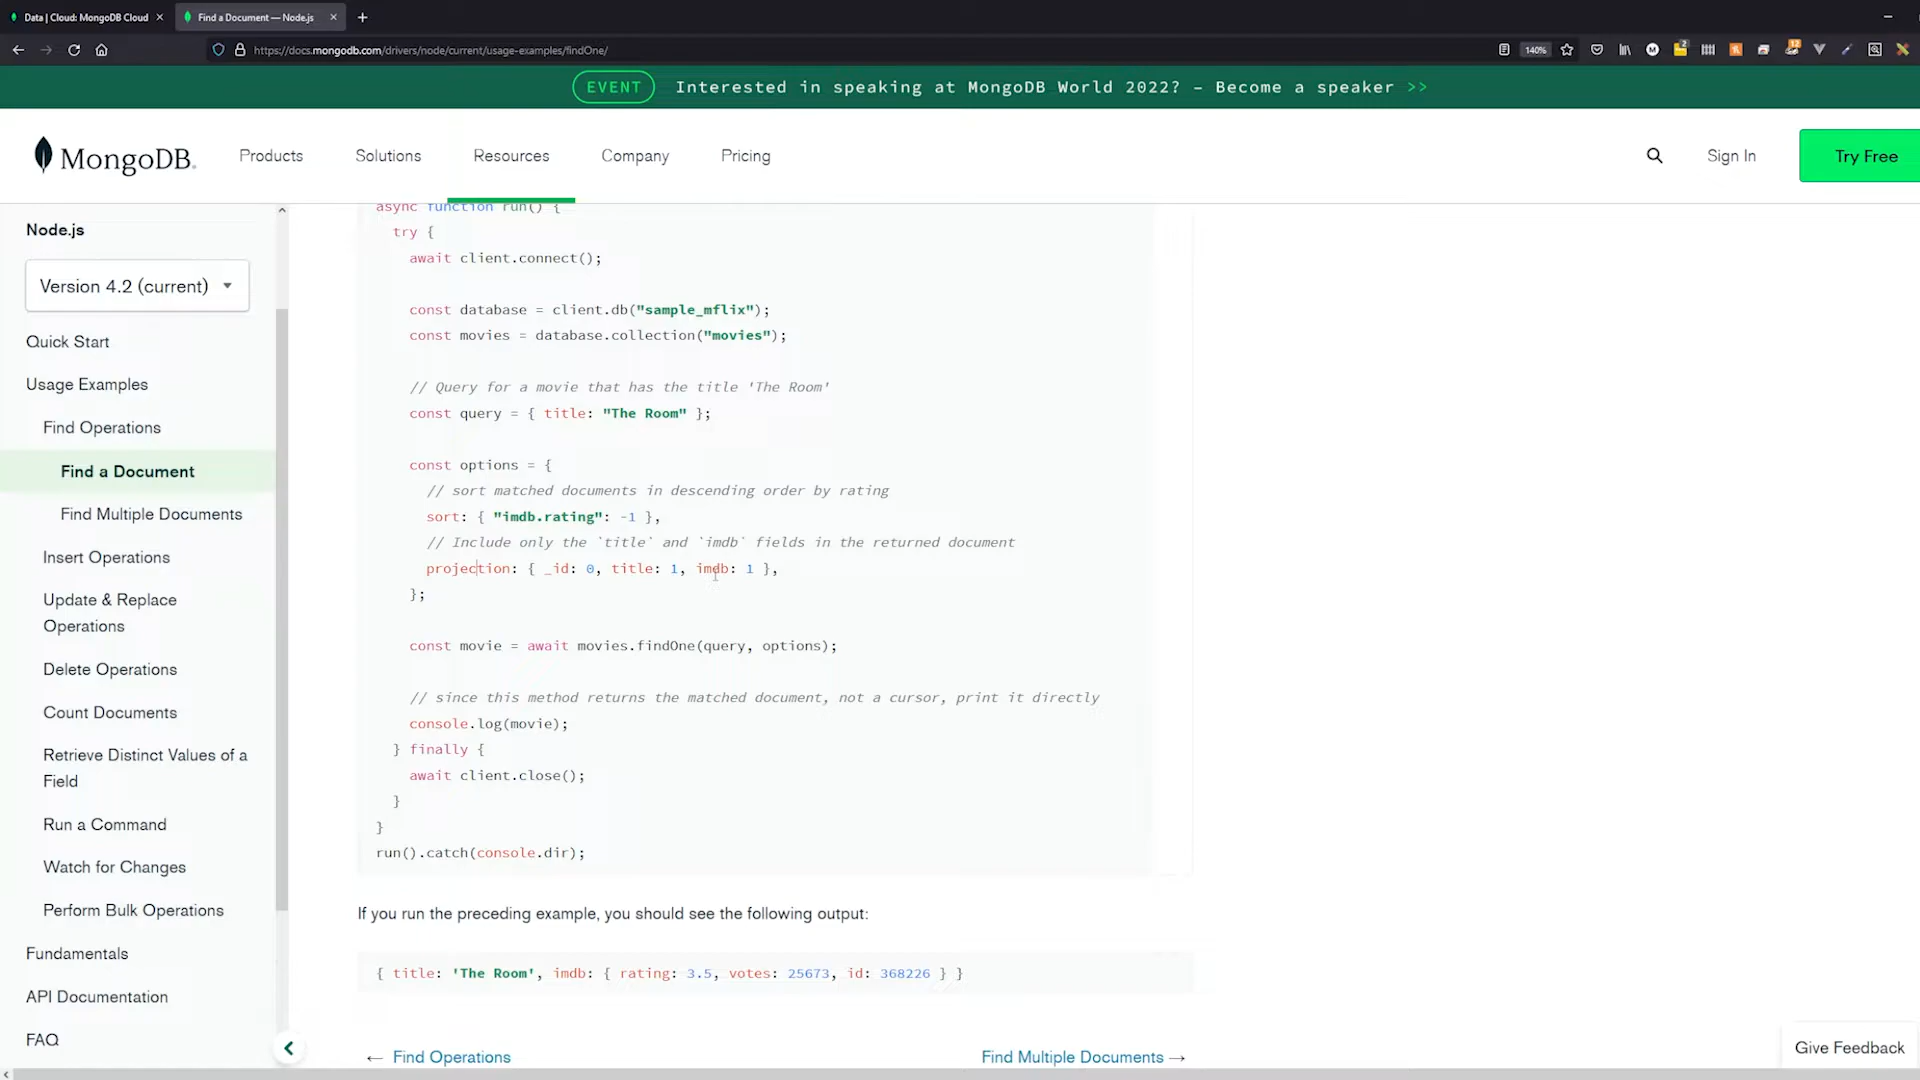 Data | Cloud: MongoDB Cloud
Find a Document — Node.js
https://docs.mongodb.com/drivers/node/current/usage-examples/findOne/
140%
2
12
EVENT
Interested in speaking at MongoDB World 2022? – Become a speaker >>
MongoDB.
Products
Solutions
Resources
Company
Pricing
Sign In
Try Free
Node.js
Version 4.2 (current)
Quick Start
Usage Examples
Find Operations
Find a Document
Find Multiple Documents
Insert Operations
Update & Replace
Operations
Delete Operations
Count Documents
Retrieve Distinct Values of a
Field
Run a Command
Watch for Changes
Perform Bulk Operations
Fundamentals
API Documentation
FAQ
async function run() {
try {
await client.connect();
const database = client.db("sample_mflix");
const movies = database.collection("movies");
// Query for a movie that has the title 'The Room'
const query = { title: "The Room" };
const options = {
// sort matched documents in descending order by rating
sort: { "imdb.rating": -1 },
// Include only the `title` and `imdb` fields in the returned document
projection: { _id: 0, title: 1, imdb: 1 },
};
const movie = await movies.findOne(query, options);
// since this method returns the matched document, not a cursor, print it directly
console.log(movie);
} finally {
await client.close();
}
}
run().catch(console.dir);
If you run the preceding example, you should see the following output:
{ title: 'The Room', imdb: { rating: 3.5, votes: 25673, id: 368226 } }
← Find Operations
Find Multiple Documents →
Give Feedback